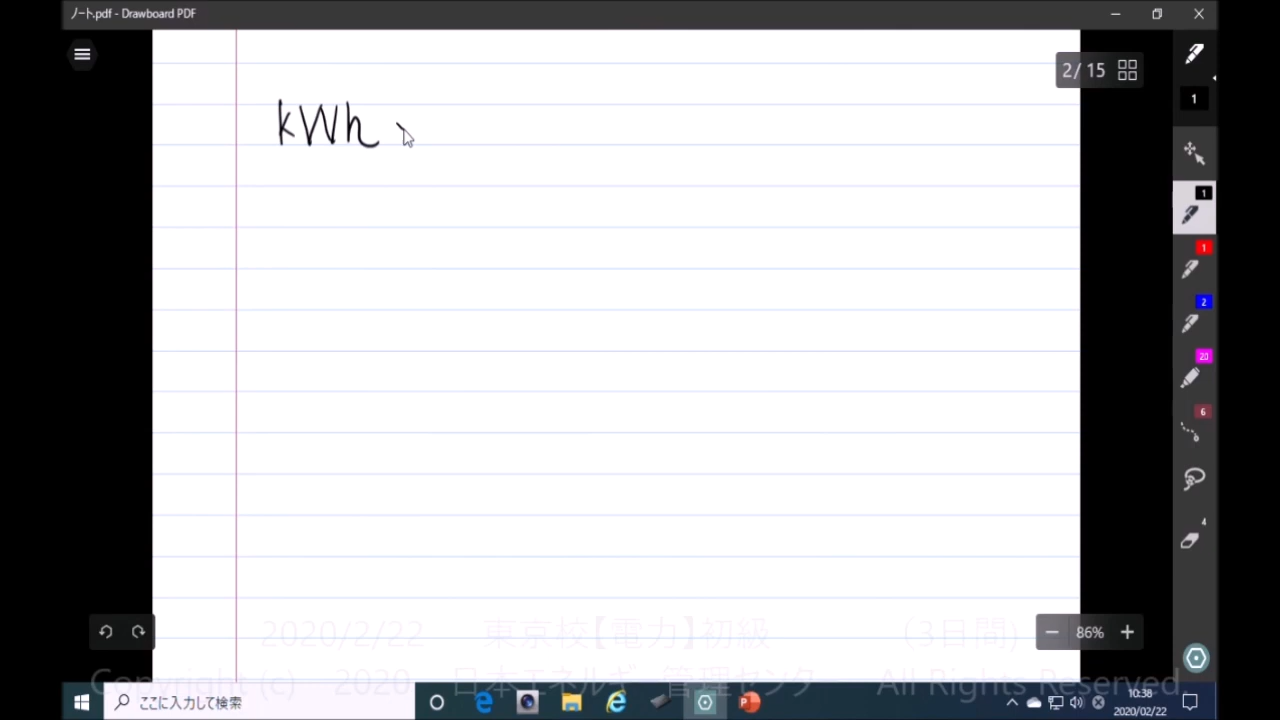 ノート.pdf - Drawboard PDF
2 / 15
1
kWh
1
1
2
20
6
4
86%
2020/2/22 東京校【電力】初級 (3日間)
Copyright (c) 2020 日本エネルギー管理センター All Rights Reserved.
ここに入力して検索
10:38
2020/02/22